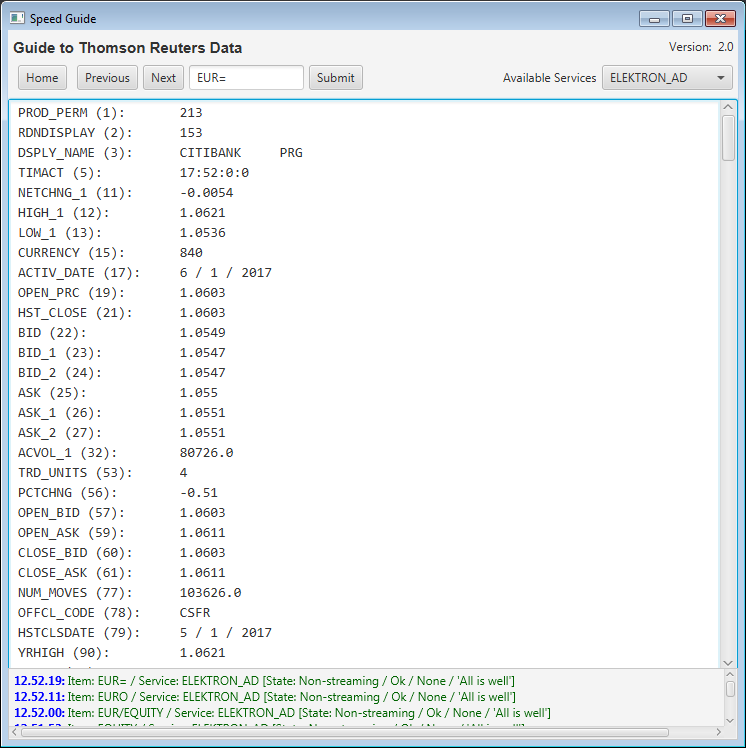 Speed Guide
Guide to Thomson Reuters Data
Version: 2.0
Home Previous Next EUR= Submit Available Services ELEKTRON_AD
PROD_PERM (1): 213
RDNDISPLAY (2): 153
DSPLY_NAME (3): CITIBANK PRG
TIMACT (5): 17:52:0:0
NETCHNG_1 (11): -0.0054
HIGH_1 (12): 1.0621
LOW_1 (13): 1.0536
CURRENCY (15): 840
ACTIV_DATE (17): 6 / 1 / 2017
OPEN_PRC (19): 1.0603
HST_CLOSE (21): 1.0603
BID (22): 1.0549
BID_1 (23): 1.0547
BID_2 (24): 1.0547
ASK (25): 1.055
ASK_1 (26): 1.0551
ASK_2 (27): 1.0551
ACVOL_1 (32): 80726.0
TRD_UNITS (53): 4
PCTCHNG (56): -0.51
OPEN_BID (57): 1.0603
OPEN_ASK (59): 1.0611
CLOSE_BID (60): 1.0603
CLOSE_ASK (61): 1.0611
NUM_MOVES (77): 103626.0
OFFCL_CODE (78): CSFR
HSTCLSDATE (79): 5 / 1 / 2017
YRHIGH (90): 1.0621
12.52.19: Item: EUR= / Service: ELEKTRON_AD [State: Non-streaming / Ok / None / 'All is well']
12.52.11: Item: EURO / Service: ELEKTRON_AD [State: Non-streaming / Ok / None / 'All is well']
12.52.00: Item: EUR/EQUITY / Service: ELEKTRON_AD [State: Non-streaming / Ok / None / 'All is well']